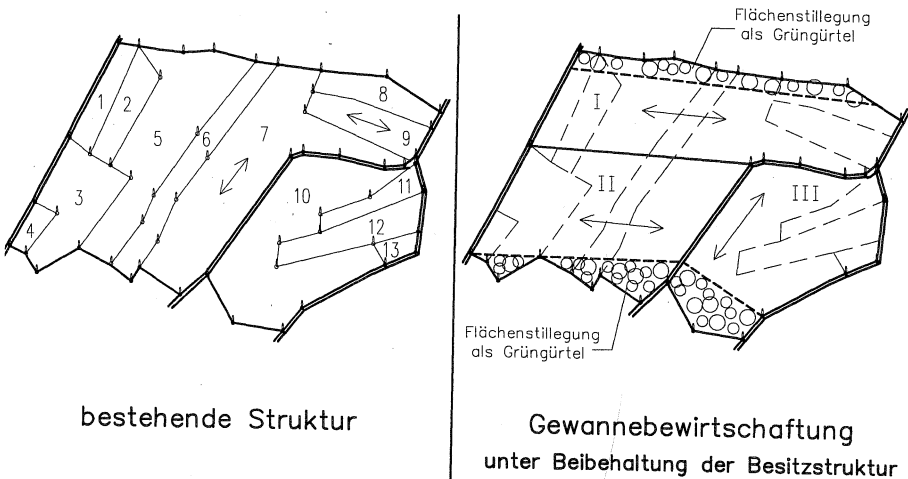 1
2
3
4
5
6
7
8
9
10
11
12
13
bestehende Struktur
Flächenstillegung
als Grüngürtel
I
II
III
Flächenstillegung
als Grüngürtel
Gewannebewirtschaftung
unter Beibehaltung der Besitzstruktur